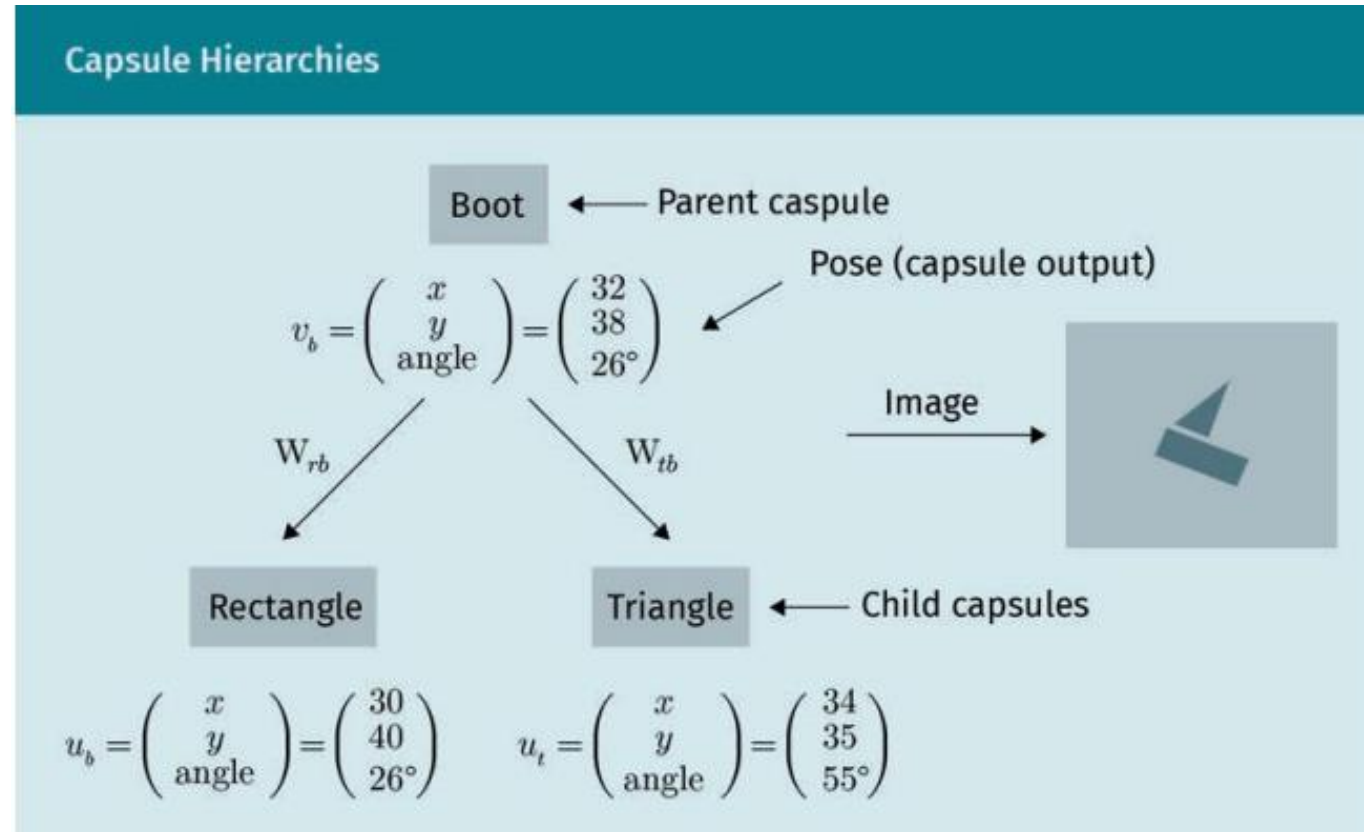 Capsule Hierarchies
Boot
Parent caspule
Pose (capsule output)
v_b = ( x y angle ) = ( 32 38 26° )
Image
W_rb
W_tb
Rectangle
Triangle
Child capsules
u_b = ( x y angle ) = ( 30 40 26° )
u_t = ( x y angle ) = ( 34 35 55° )